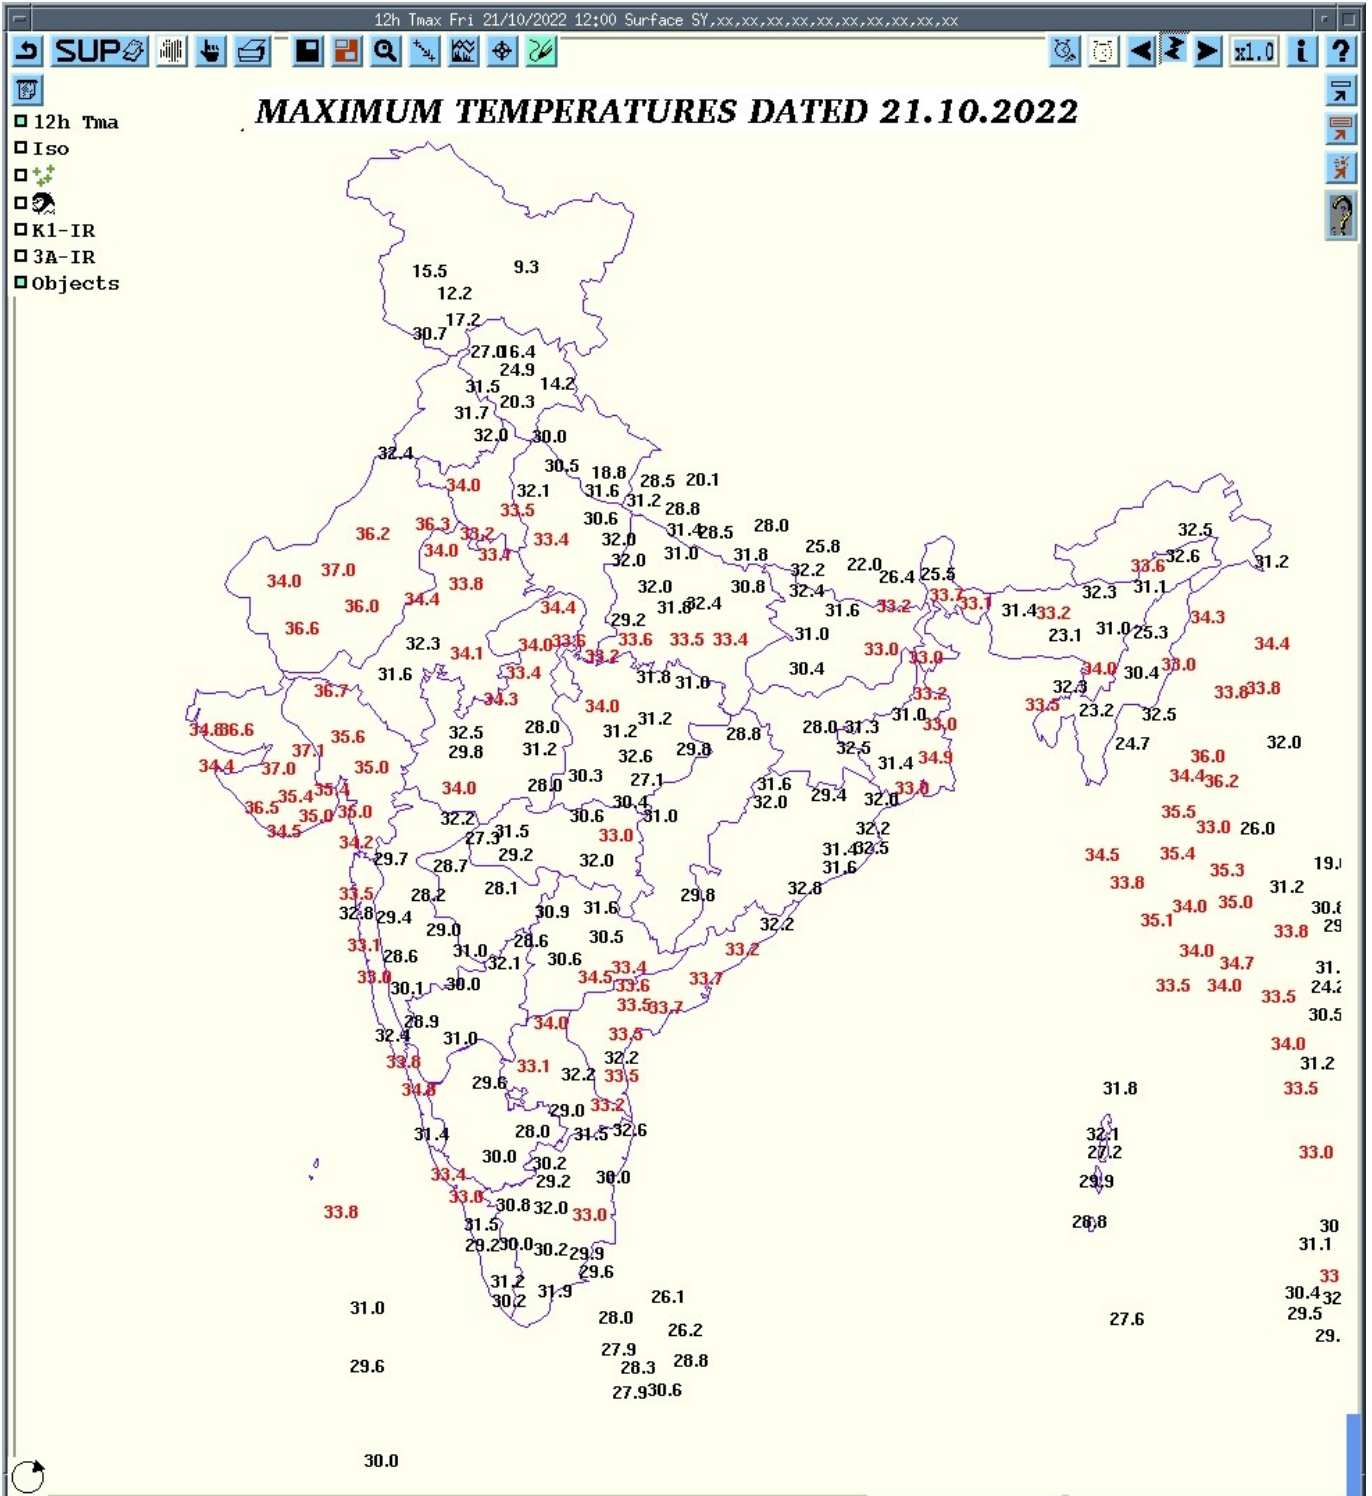 12h Tmax Fri 21/10/2022 12:00 Surface SY,xx,xx,xx,xx,xx,xx,xx,xx,xx,xx
SUP x1.0 i ?
MAXIMUM TEMPERATURES DATED 21.10.2022
12h Tma
Iso
K1-IR
3A-IR
Objects
15.5 9.3
12.2
17.2
30.7
27.0 16.4
24.9
31.5 14.2
20.3
31.7
32.0 30.0
32.4
30.5 18.8 28.5 20.1
34.0 32.1 31.6 31.2
33.5 28.8
36.2 36.3 33.2 33.4 30.6 32.0 31.4 28.5 28.0
34.0 32.0 31.0 31.8 25.8 32.5
37.0 32.2 22.0 33.6 32.6 31.2
34.0 33.8 32.0 30.8 32.4 26.4 25.5 32.3 31.1
36.0 34.4 34.4 31.8 32.4 31.6 33.2 33.7 33.1 31.4 33.2
36.6 29.2 34.3
32.3 34.1 34.0 33.6 33.6 33.5 33.4 31.0 23.1 31.0 25.3
33.2 33.0 33.0 34.4
31.6 33.4 31.8 31.0 30.4 34.0 30.4 33.0
36.7 34.3 33.2 32.3 33.8 33.8
34.0 33.5 23.2 32.5
36.6 35.6 32.5 28.0 31.2 31.2 28.8 28.0 31.3 31.0 33.0
37.1 29.8 31.2 32.6 29.8 32.5 24.7 32.0
34.4 37.0 35.0 30.3 27.1 31.4 34.9 36.0
35.4 35.4 34.0 28.0 31.6 33.0 34.4 36.2
36.5 35.0 35.0 32.2 30.6 30.4 31.0 32.0 29.4 32.0 35.5
34.5 27.3 31.5 33.0 32.2 33.0 26.0
34.2 29.7 28.7 29.2 32.0 31.4 32.5 34.5 35.4
31.6 35.3
33.5 28.2 28.1 29.8 32.8 33.8 31.2
32.8 29.4 30.9 31.6 34.0 35.0
29.0 28.6 30.5 32.2 35.1 33.8
33.1 28.6 31.0 32.1 30.6 33.2 34.0
33.0 30.1 30.0 34.5 33.4 33.7 34.7
33.6 33.5 34.0
33.5 33.7 33.5
28.9 34.0 30.5
32.4 31.0 33.5 34.0
33.8 33.1 32.2 32.2 31.2
29.6 33.5 31.8 33.5
29.0 33.2
31.4 28.0 31.5 32.6 32.1
30.0 30.2 27.2 33.0
33.4 29.2 30.0 29.9
33.8 30.8 32.0 33.0
31.5 28.8
29.2 30.0 30.2 29.9 31.1
29.6
31.2 31.9 30.4
31.0 30.2 26.1
28.0 27.6 29.5
26.2
27.9
29.6 28.3 28.8
27.9 30.6
30.0